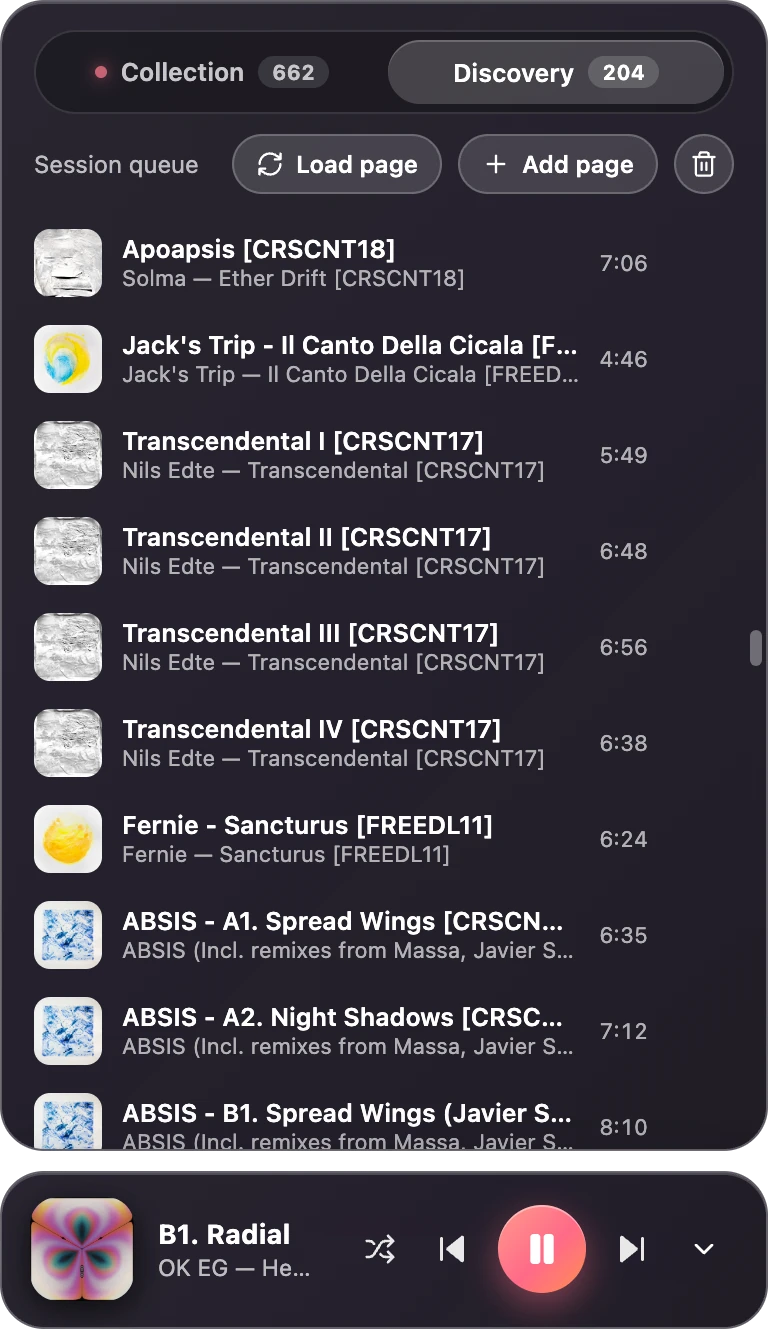 Collection 662
Discovery 204
Session queue
Load page
Add page
Apoapsis [CRSCNT18]
Solma — Ether Drift [CRSCNT18]
7:06
Jack's Trip - Il Canto Della Cicala [F...
Jack's Trip — Il Canto Della Cicala [FREED...
4:46
Transcendental I [CRSCNT17]
Nils Edte — Transcendental [CRSCNT17]
5:49
Transcendental II [CRSCNT17]
Nils Edte — Transcendental [CRSCNT17]
6:48
Transcendental III [CRSCNT17]
Nils Edte — Transcendental [CRSCNT17]
6:56
Transcendental IV [CRSCNT17]
Nils Edte — Transcendental [CRSCNT17]
6:38
Fernie - Sancturus [FREEDL11]
Fernie — Sancturus [FREEDL11]
6:24
ABSIS - A1. Spread Wings [CRSCN...
ABSIS (Incl. remixes from Massa, Javier S...
6:35
ABSIS - A2. Night Shadows [CRSC...
ABSIS (Incl. remixes from Massa, Javier S...
7:12
ABSIS - B1. Spread Wings (Javier S...
ABSIS (Incl. remixes from Massa, Javier S...
8:10
B1. Radial
OK EG — He...